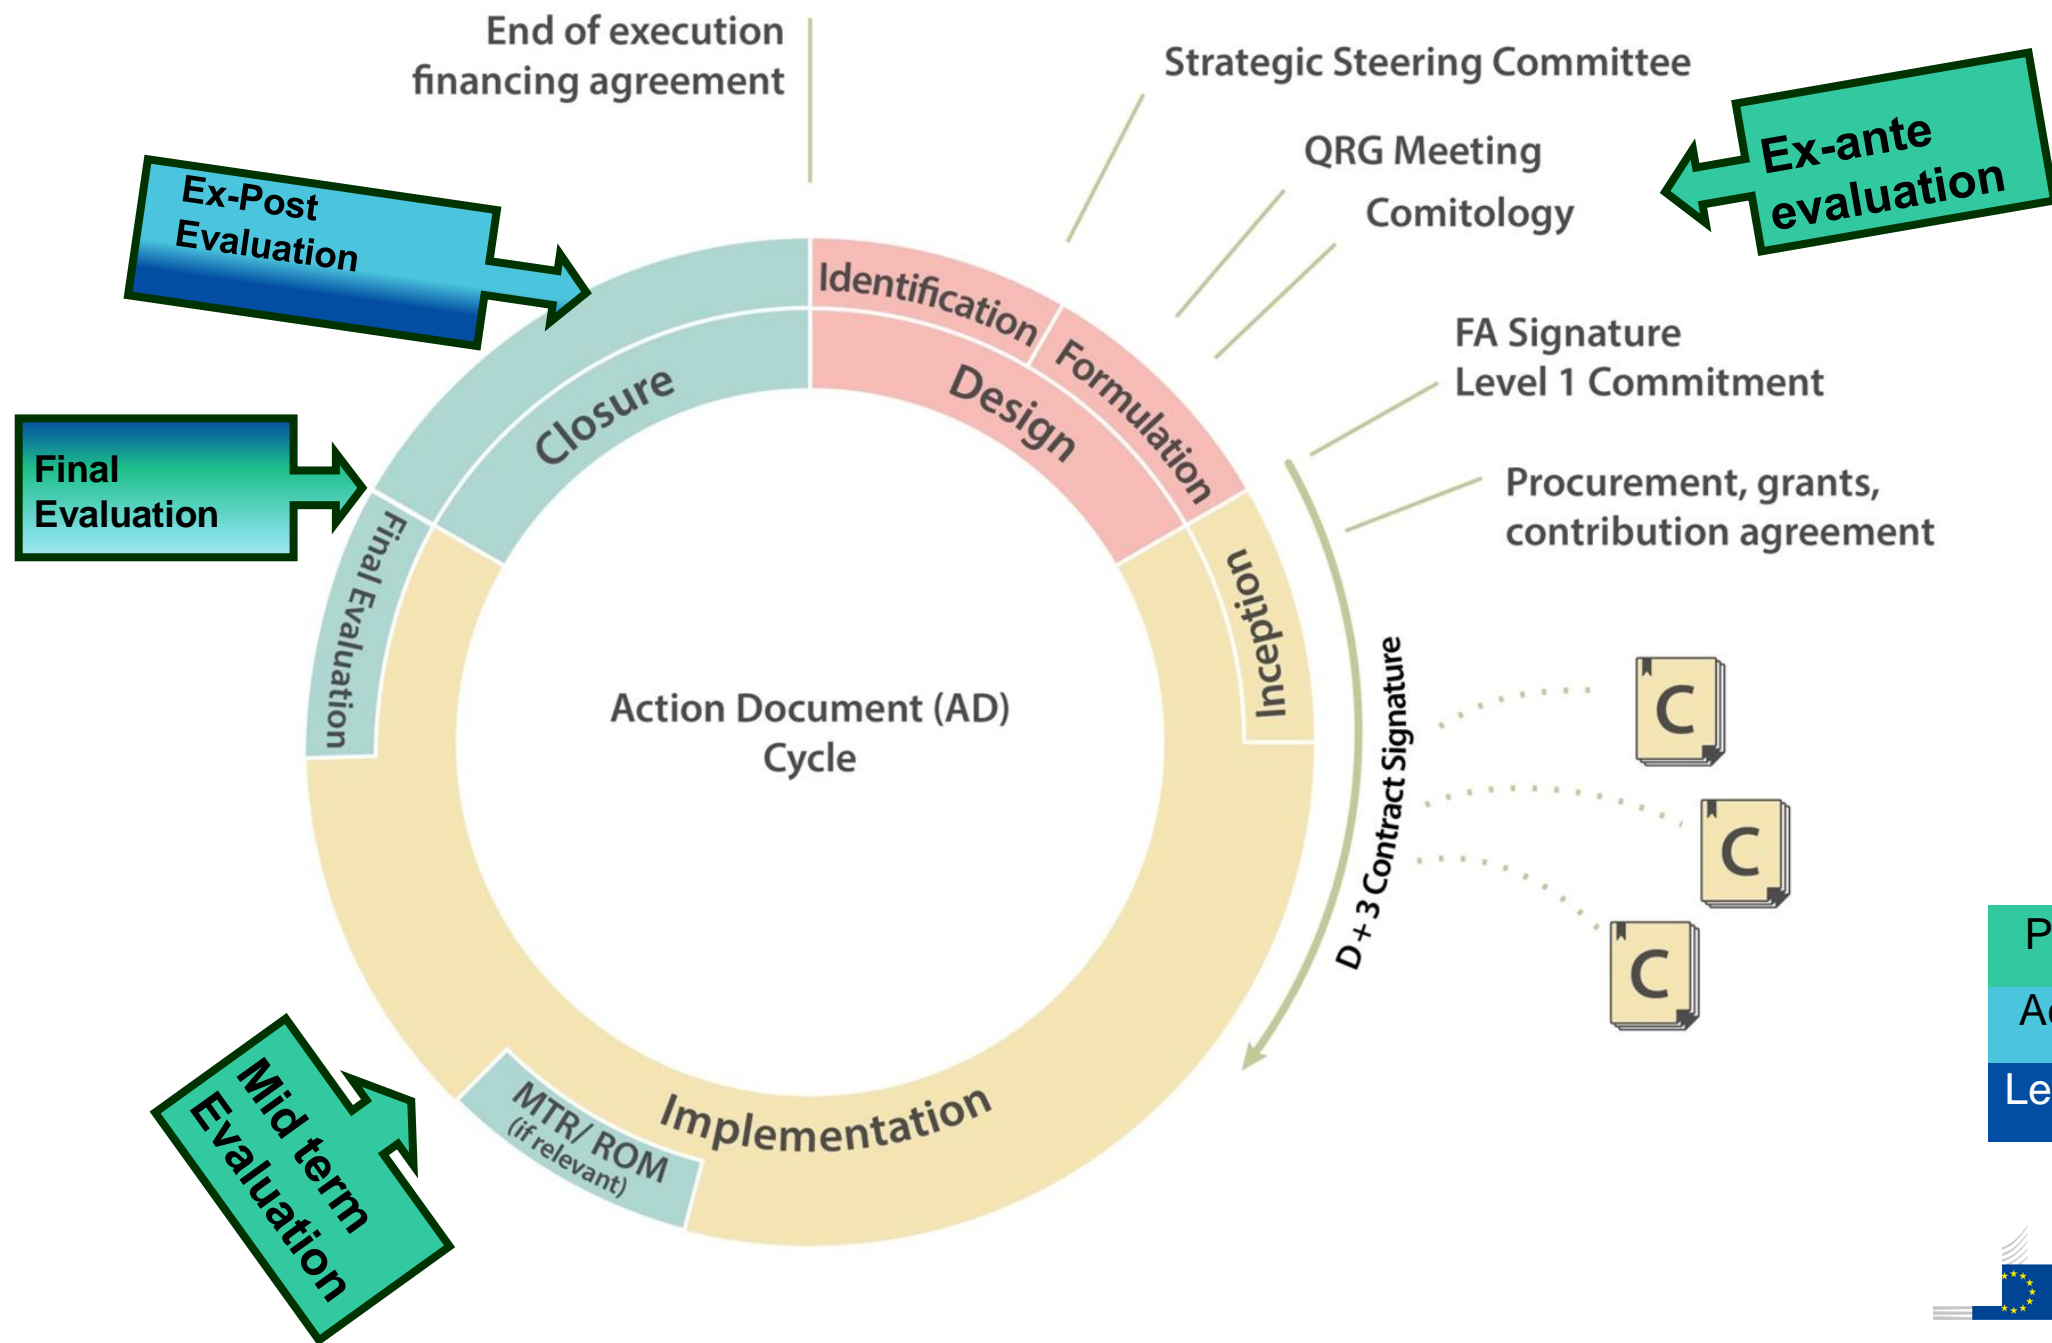 End of execution
financing agreement
Strategic Steering Committee
QRG Meeting
Comitology
Ex-ante
evaluation
Ex-Post
Evaluation
Identification
Formulation
FA Signature
Level 1 Commitment
Closure
Design
Final
Evaluation
Procurement, grants,
contribution agreement
Final Evaluation
Inception
Action Document (AD)
Cycle
D + 3 Contract Signature
C
C
C
Mid term
Evaluation
MTR/ ROM
(if relevant)
Implementation